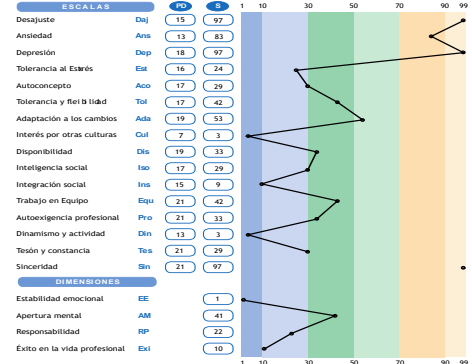 ESCALAS PD S 1 10 30 50 70 90 99
Desajuste Daj 15 97
Ansiedad Ans 13 83
Depresión Dep 18 97
Tolerancia al Estrés Est 16 24
Autoconcepto Aco 17 29
Tolerancia y fleibilidad Tol 17 42
Adaptación a los cambios Ada 19 53
Interés por otras culturas Cul 7 3
Disponibilidad Dis 19 33
Inteligencia social Iso 17 29
Integración social Ins 15 9
Trabajo en Equipo Equ 21 42
Autoexigencia profesional Pro 21 33
Dinamismo y actividad Din 13 3
Tesón y constancia Tes 21 29
Sinceridad Sin 21 97
DIMENSIONES
Estabilidad emocional EE 1
Apertura mental AM 41
Responsabilidad RP 22
Éxito en la vida profesional Exi 10
1 10 30 50 70 90 99